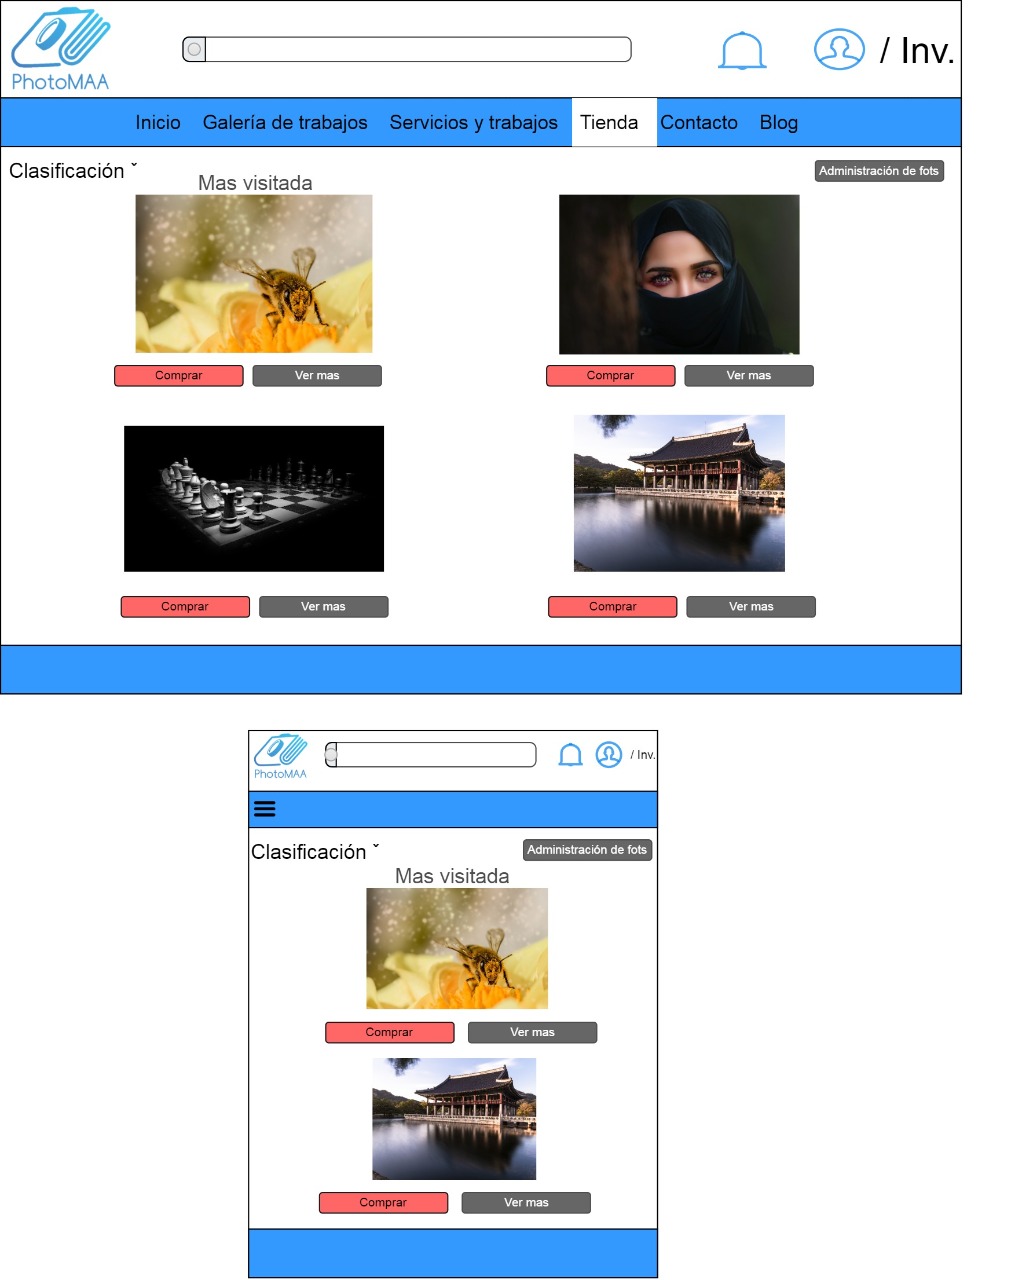 PhotoMAA
/ Inv.
Inicio Galería de trabajos Servicios y trabajos Tienda Contacto Blog
Clasificación ˇ
Administración de fots
Mas visitada
Comprar Ver mas Comprar Ver mas
Comprar Ver mas Comprar Ver mas
PhotoMAA
/ Inv.
Clasificación ˇ
Administración de fots
Mas visitada
Comprar Ver mas
Comprar Ver mas